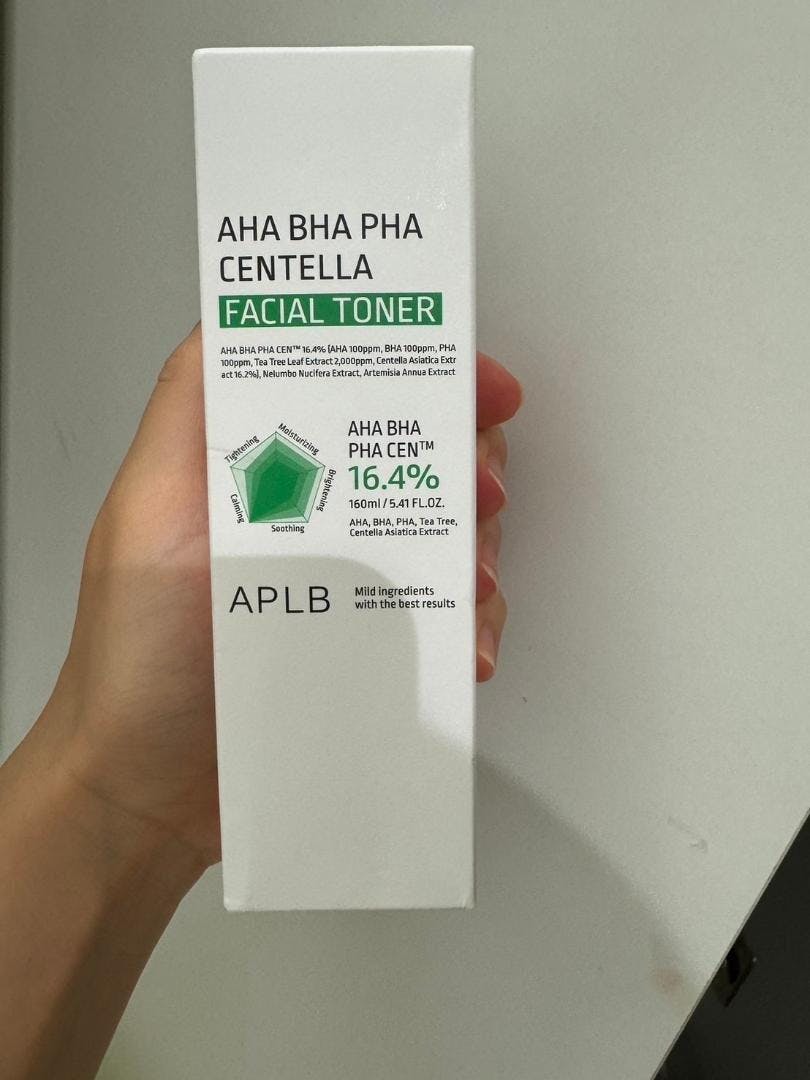 AHA BHA PHA
CENTELLA
FACIAL TONER
AHA BHA PHA CEN™ 16.4% (AHA 100ppm, BHA 100ppm, PHA
100ppm, Tea Tree Leaf Extract 2,000ppm, Centella Asiatica Extr
act 16.2%), Nelumbo Nucifera Extract, Artemisia Annua Extract
Tightening
Moisturizing
Brightening
Calming
Soothing
AHA BHA
PHA CEN™
16.4%
160ml / 5.41 FL.OZ.
AHA, BHA, PHA, Tea Tree,
Centella Asiatica Extract
APLB
Mild ingredients
with the best results